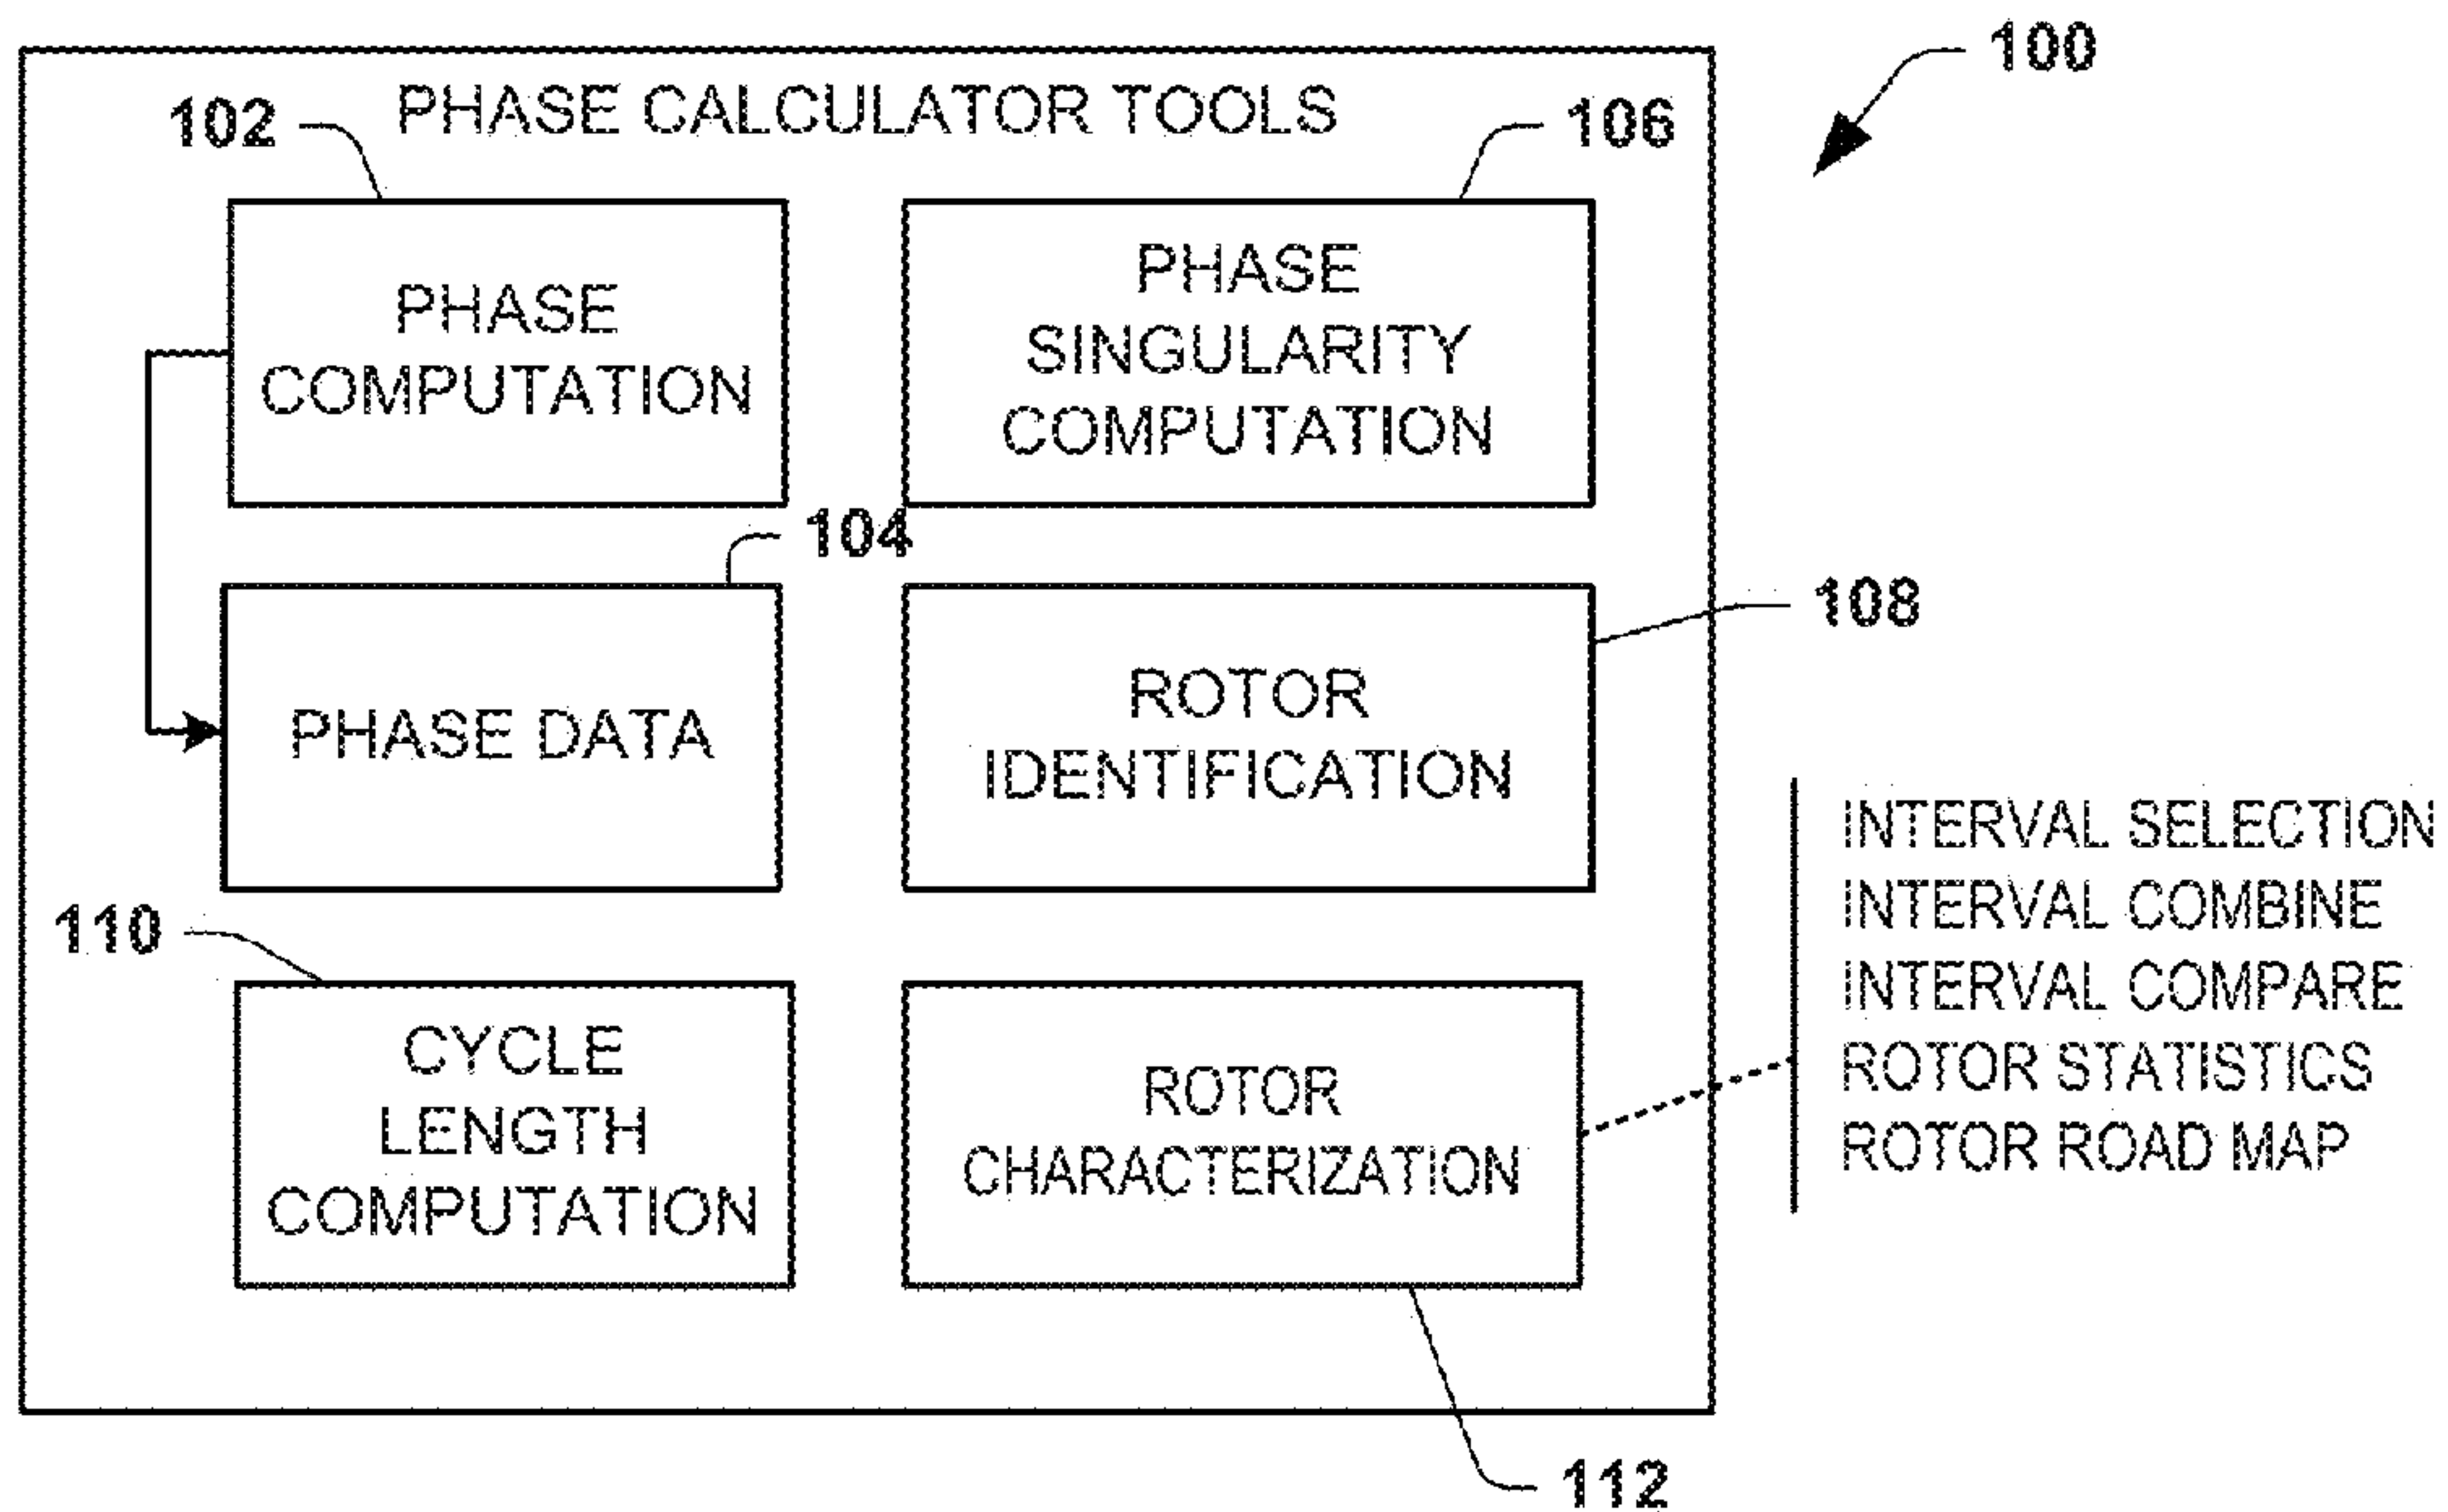 100
PHASE CALCULATOR TOOLS
102
106
PHASE
COMPUTATION
PHASE
SINGULARITY
COMPUTATION
104
PHASE DATA
108
ROTOR
IDENTIFICATION
110
CYCLE
LENGTH
COMPUTATION
ROTOR
CHARACTERIZATION
INTERVAL SELECTION
INTERVAL COMBINE
INTERVAL COMPARE
ROTOR STATISTICS
ROTOR ROAD MAP
112